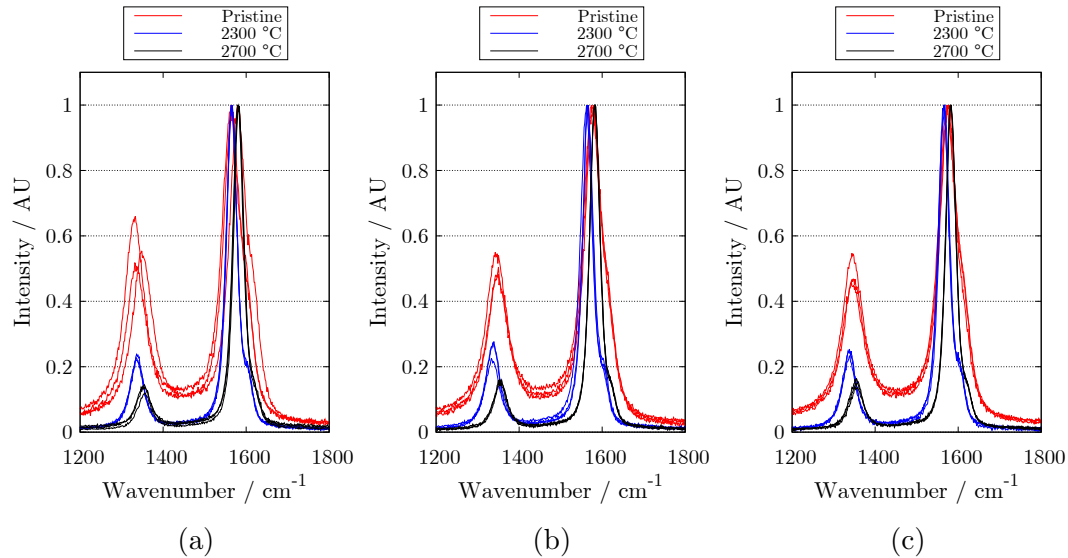 Pristine
2300 °C
2700 °C
Intensity / AU
1
0.8
0.6
0.4
0.2
0
1200 1400 1600 1800
Wavenumber / cm-1
(a)
Pristine
2300 °C
2700 °C
Intensity / AU
1
0.8
0.6
0.4
0.2
0
1200 1400 1600 1800
Wavenumber / cm-1
(b)
Pristine
2300 °C
2700 °C
Intensity / AU
1
0.8
0.6
0.4
0.2
0
1200 1400 1600 1800
Wavenumber / cm-1
(c)